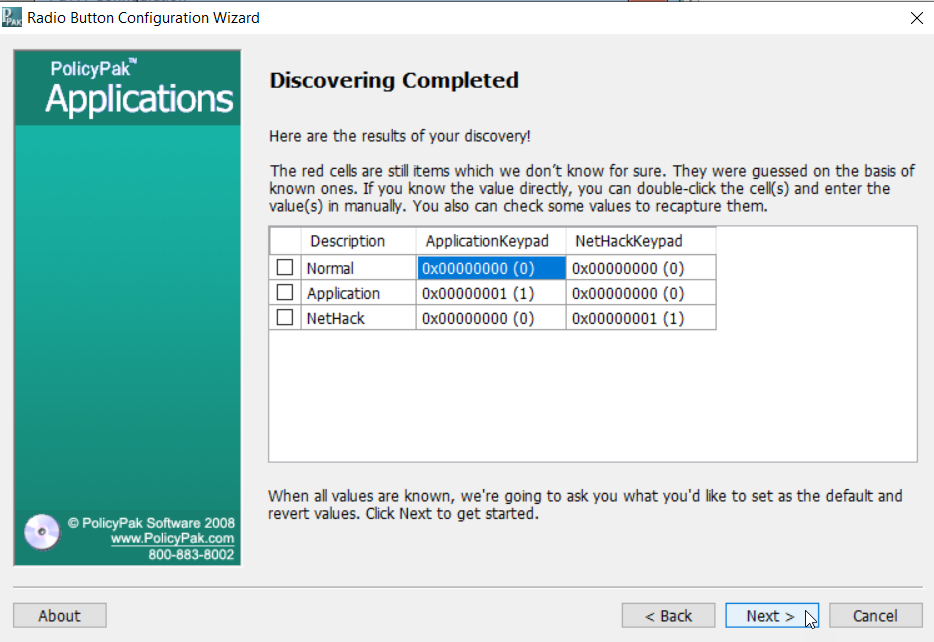 Radio Button Configuration Wizard
PolicyPak™
Applications
Discovering Completed
Here are the results of your discovery!
The red cells are still items which we don't know for sure. They were guessed on the basis of
known ones. If you know the value directly, you can double-click the cell(s) and enter the
value(s) in manually. You also can check some values to recapture them.
Description ApplicationKeypad NetHackKeypad
Normal 0x00000000 (0) 0x00000000 (0)
Application 0x00000001 (1) 0x00000000 (0)
NetHack 0x00000000 (0) 0x00000001 (1)
When all values are known, we're going to ask you what you'd like to set as the default and
revert values. Click Next to get started.
© PolicyPak Software 2008
www.PolicyPak.com
800-883-8002
About < Back Next > Cancel